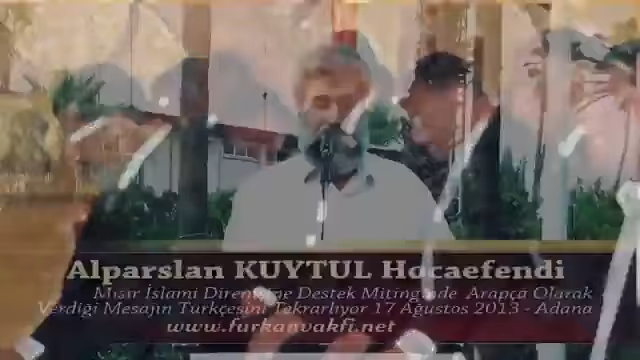 Alparslan KUYTUL Hocaefendi
Mısır İslami Direnişine Destek Mitinginde Arapça Olarak
Verdiği Mesajın Türkçesini Tekrarlıyor 17 Ağustos 2013 - Adana
www.furkanvakfi.net